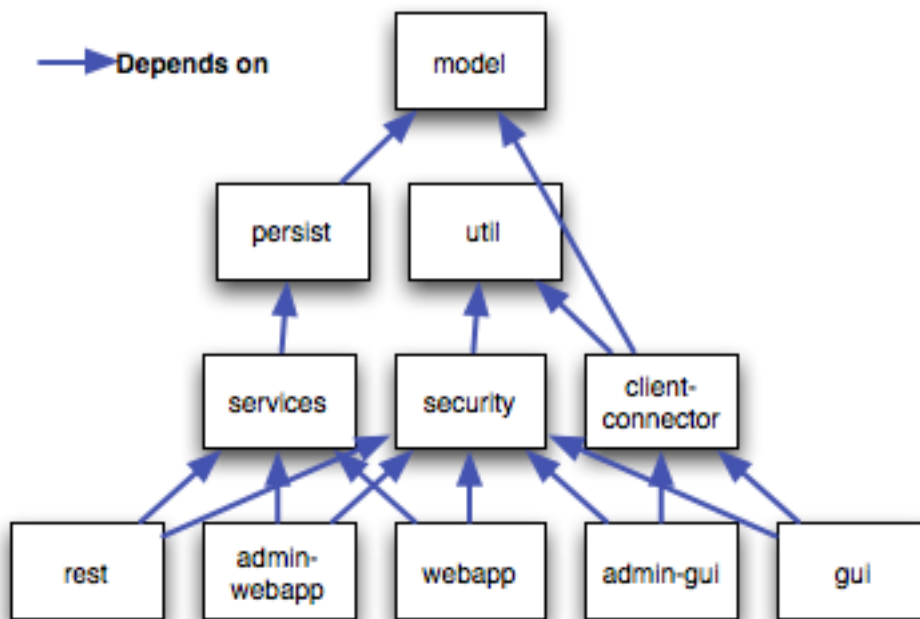 Depends on
model
persist
util
services
security
client-
connector
rest
admin-
webapp
webapp
admin-gui
gui